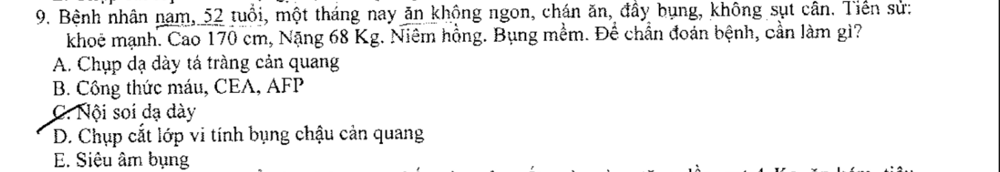 9. Bệnh nhân nam, 52 tuổi, một tháng nay ăn không ngon, chán ăn, đầy bụng, không sụt cân. Tiền sử:
khoẻ mạnh. Cao 170 cm, Nặng 68 Kg. Niêm hồng. Bụng mềm. Để chẩn đoán bệnh, cần làm gì?
A. Chụp dạ dày tá tràng cản quang
B. Công thức máu, CEA, AFP
C. Nội soi dạ dày
D. Chụp cắt lớp vi tính bụng chậu cản quang
E. Siêu âm bụng